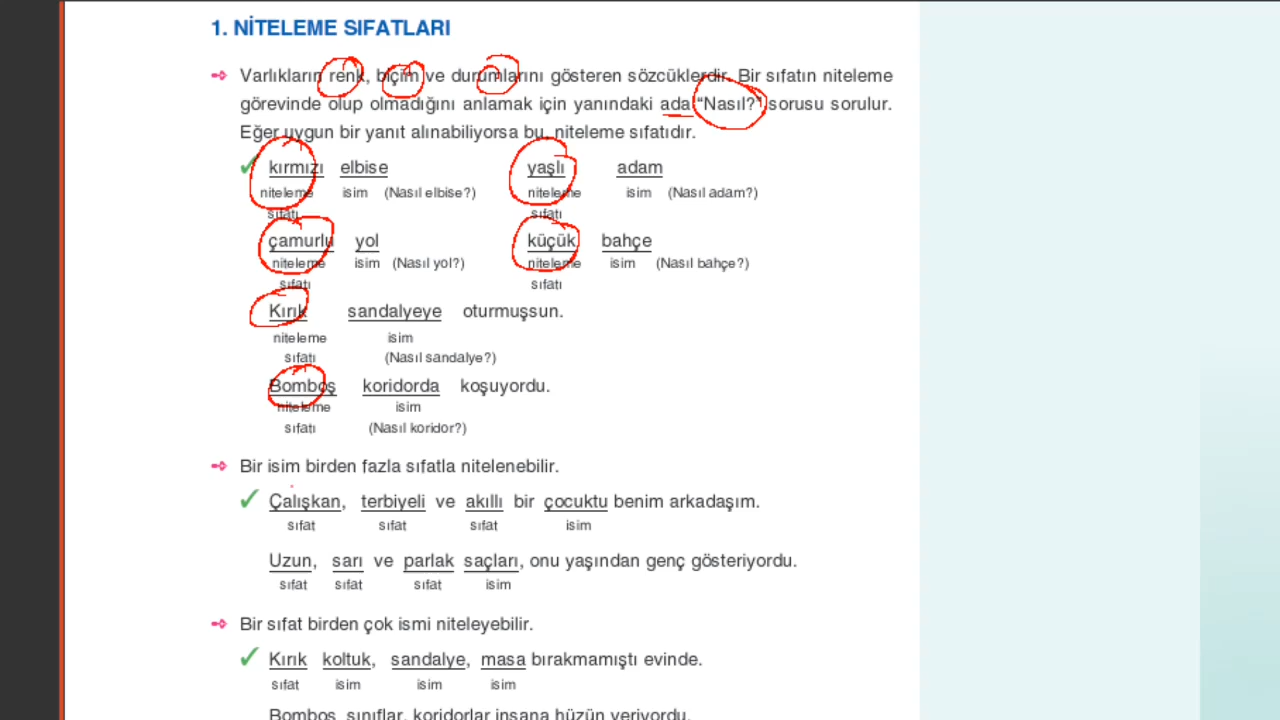 1. NİTELEME SIFATLARI
Varlıkların renk, biçim ve durumlarını gösteren sözcüklerdir. Bir sıfatın niteleme
görevinde olup olmadığını anlamak için yanındaki ada “Nasıl?” sorusu sorulur.
Eğer uygun bir yanıt alınabiliyorsa bu, niteleme sıfatıdır.
kırmızı elbise yaşlı adam
niteleme isim (Nasıl elbise?) niteleme isim (Nasıl adam?)
sıfatı sıfatı
çamurlu yol küçük bahçe
niteleme isim (Nasıl yol?) niteleme isim (Nasıl bahçe?)
sıfatı sıfatı
Kırık sandalyeye oturmuşsun.
niteleme isim
sıfatı (Nasıl sandalye?)
Bomboş koridorda koşuyordu.
niteleme isim
sıfatı (Nasıl koridor?)
Bir isim birden fazla sıfatla nitelenebilir.
Çalışkan, terbiyeli ve akıllı bir çocuktu benim arkadaşım.
sıfat sıfat sıfat isim
Uzun, sarı ve parlak saçları, onu yaşından genç gösteriyordu.
sıfat sıfat sıfat isim
Bir sıfat birden çok ismi niteleyebilir.
Kırık koltuk, sandalye, masa bırakmamıştı evinde.
sıfat isim isim isim
Bomboş sınıflar, koridorlar insana hüzün veriyordu.